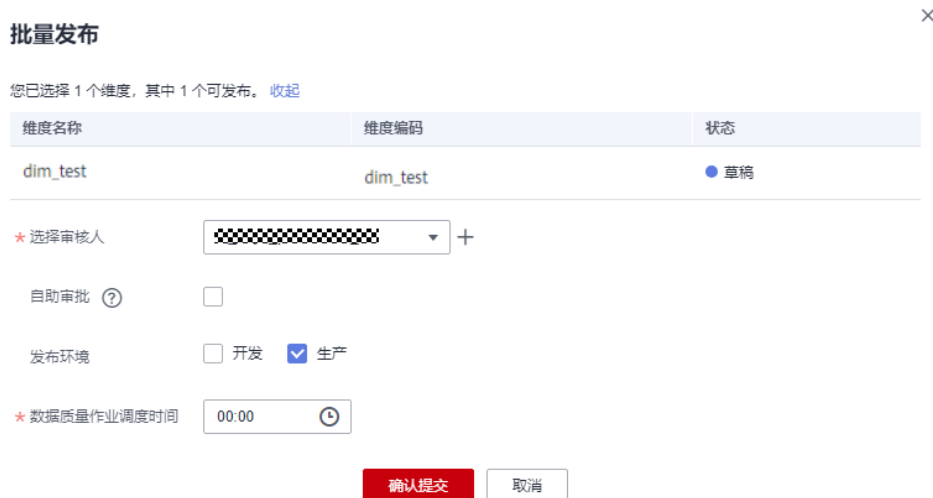 批量发布
您已选择 1 个维度，其中 1 个可发布。 收起
维度名称 维度编码 状态
dim_test dim_test 草稿
* 选择审核人
自助审批 ?
发布环境 开发 生产
* 数据质量作业调度时间 00:00
确认提交 取消